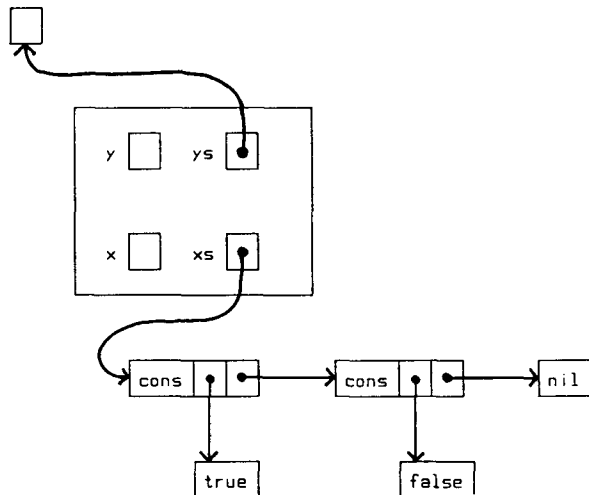 y ys
x xs
cons cons nil
true false